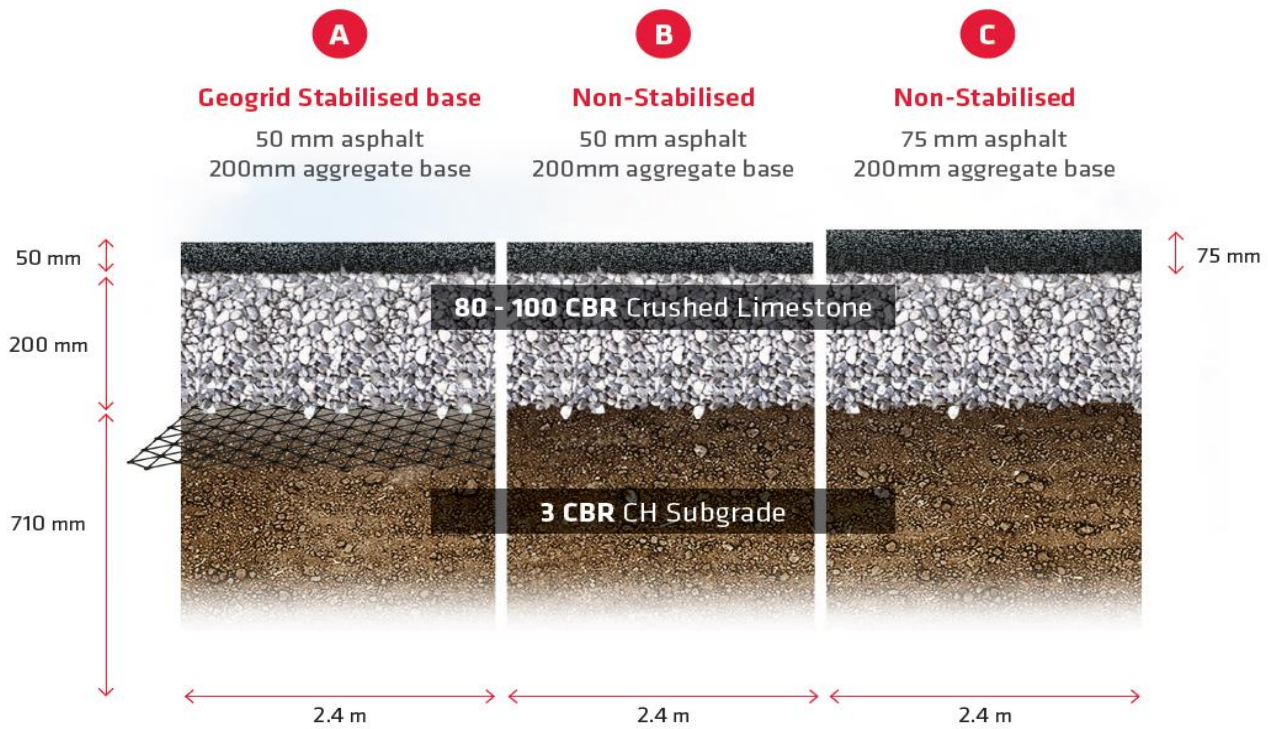 A
B
C
Geogrid Stabilised base
50 mm asphalt
200mm aggregate base
Non-Stabilised
50 mm asphalt
200mm aggregate base
Non-Stabilised
75 mm asphalt
200mm aggregate base
50 mm
75 mm
80 - 100 CBR Crushed Limestone
200 mm
3 CBR CH Subgrade
710 mm
2.4 m
2.4 m
2.4 m